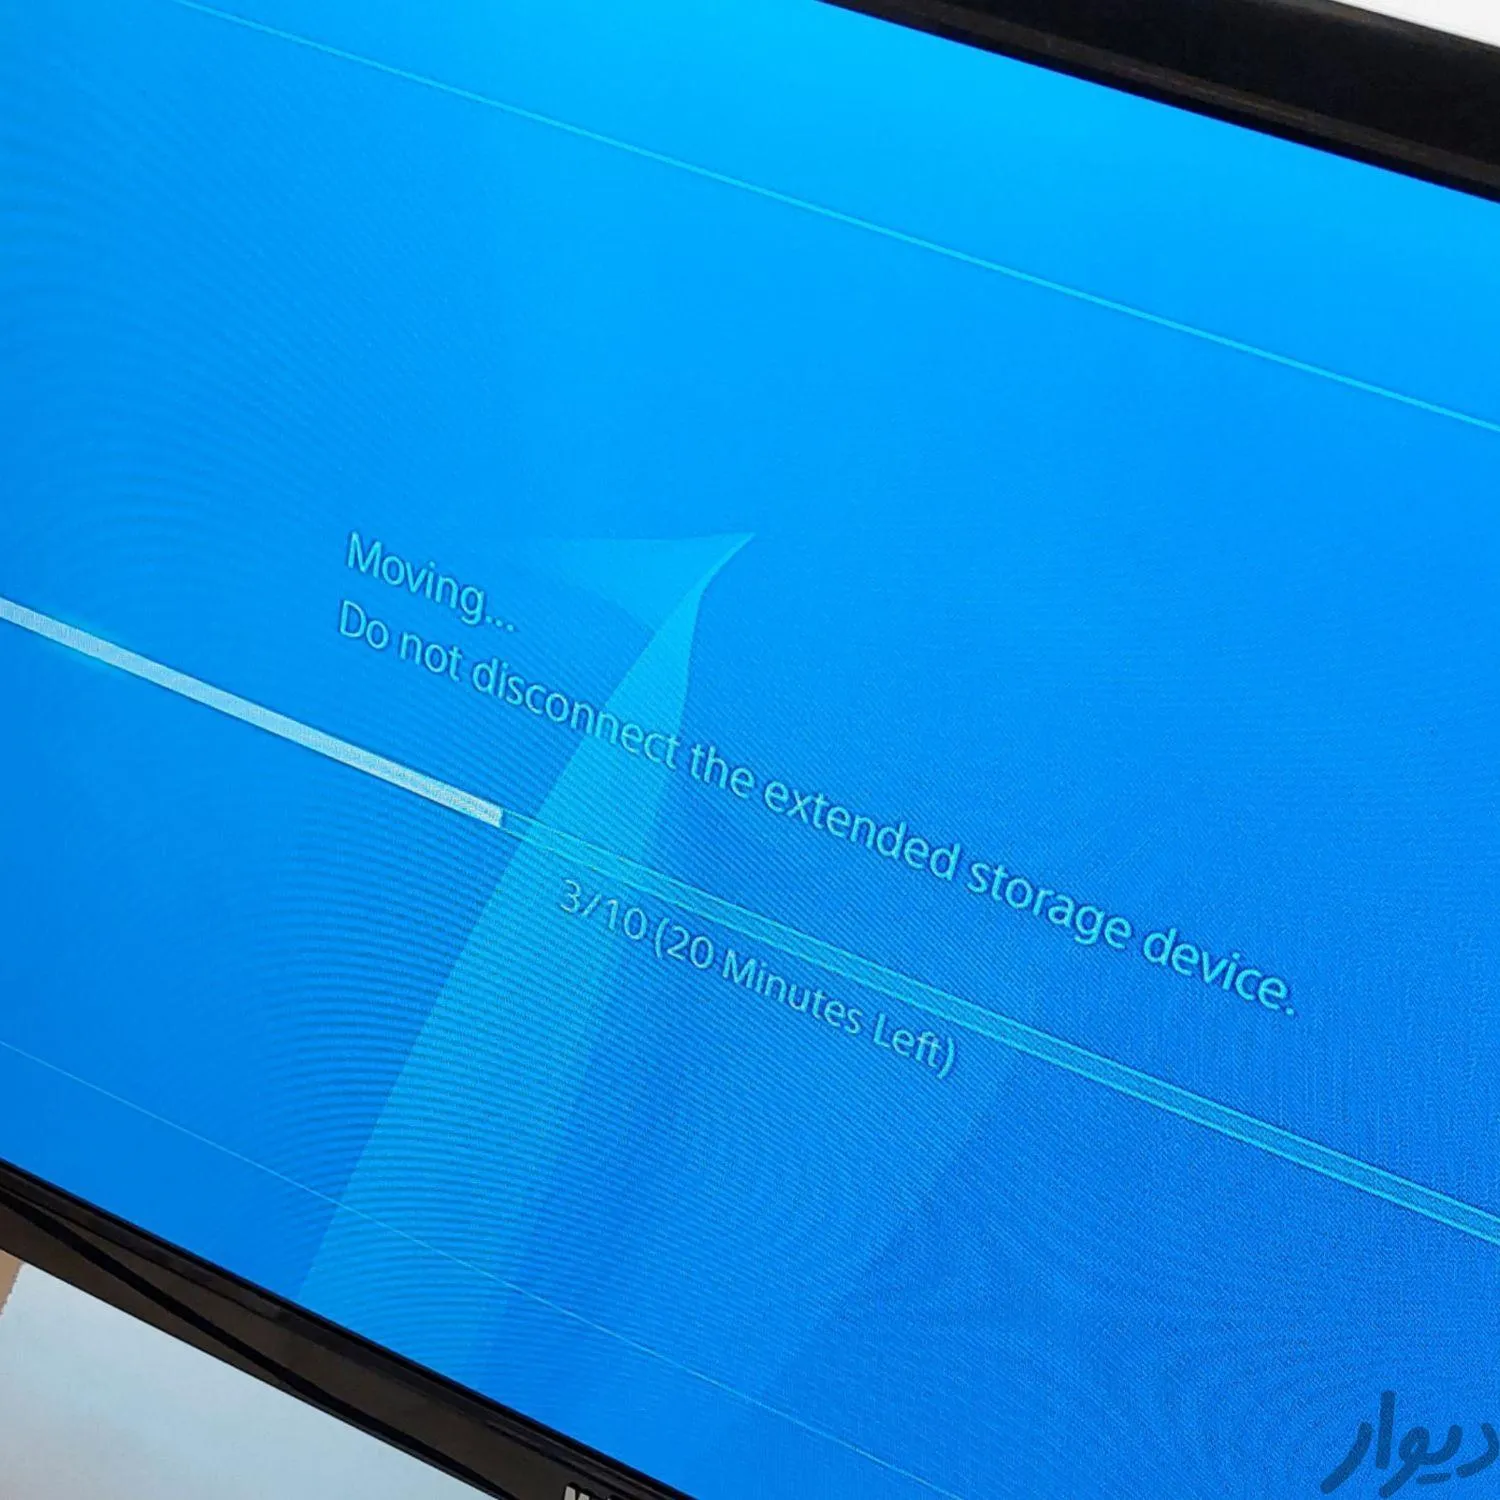 Moving...
Do not disconnect the extended storage device.
3/10 (20 Minutes Left)
دیوار